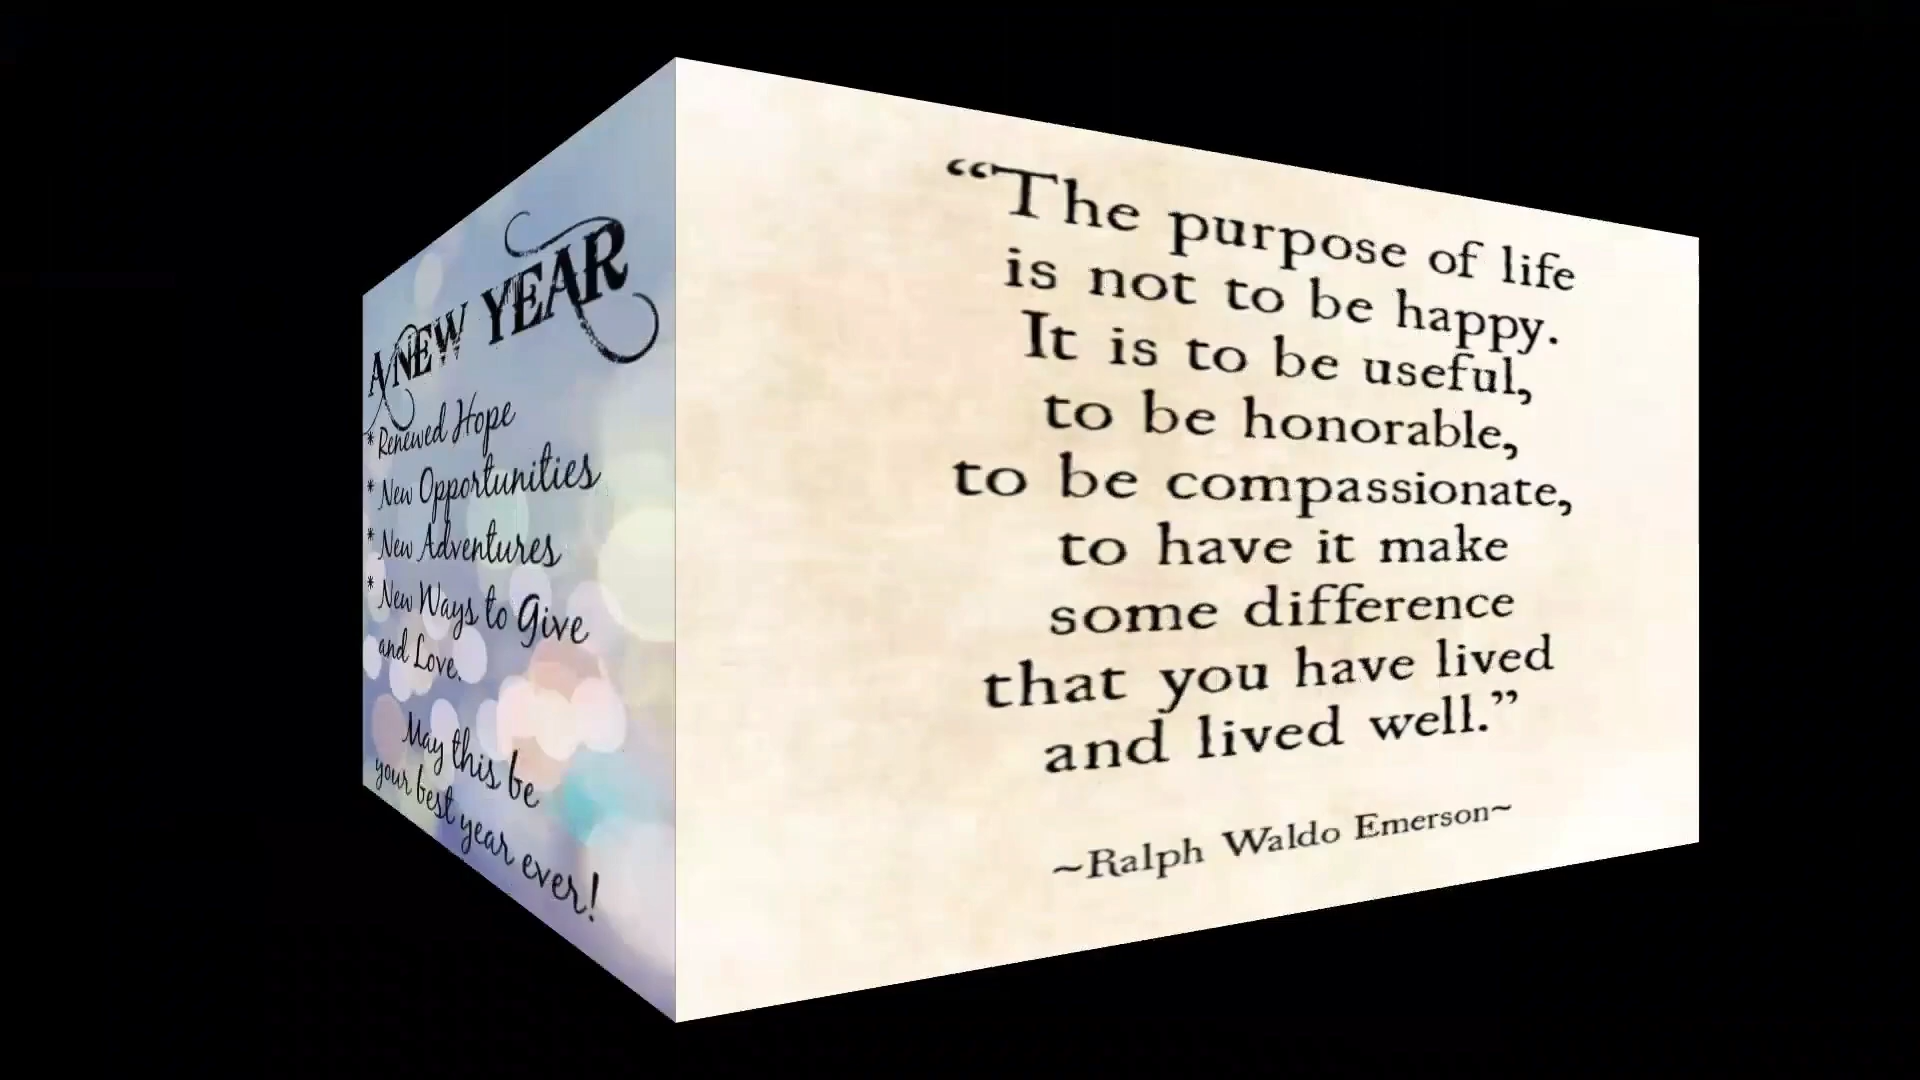 A NEW YEAR
* Renewed Hope
* New Opportunities
* New Adventures
* New Ways to Give
and Love.
May this be
your best year ever!
“The purpose of life
is not to be happy.
It is to be useful,
to be honorable,
to be compassionate,
to have it make
some difference
that you have lived
and lived well.”
~Ralph Waldo Emerson~